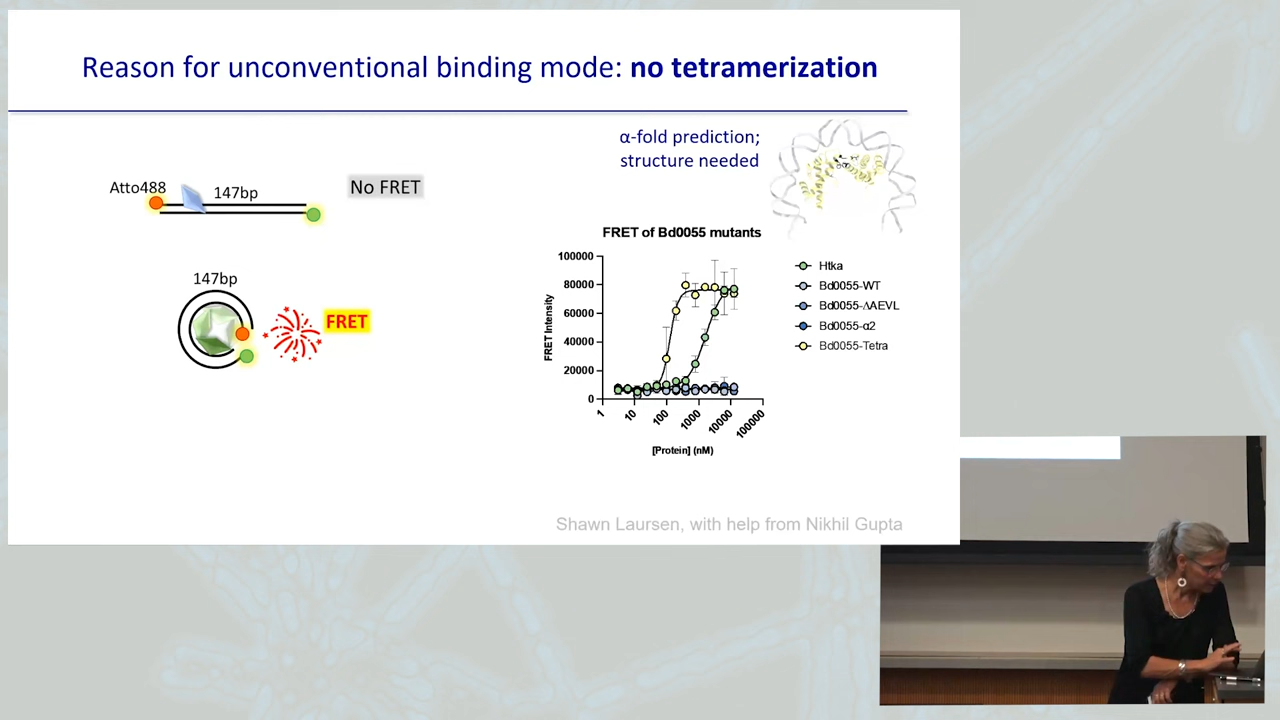 Reason for unconventional binding mode: no tetramerization
α-fold prediction;
structure needed
Atto488
147bp
No FRET
147bp
FRET
FRET of Bd0055 mutants
FRET Intensity
100000
80000
60000
40000
20000
0
1
10
100
1000
10000
100000
[Protein] (nM)
Htka
Bd0055-WT
Bd0055-ΔAEVL
Bd0055-α2
Bd0055-Tetra
Shawn Laursen, with help from Nikhil Gupta